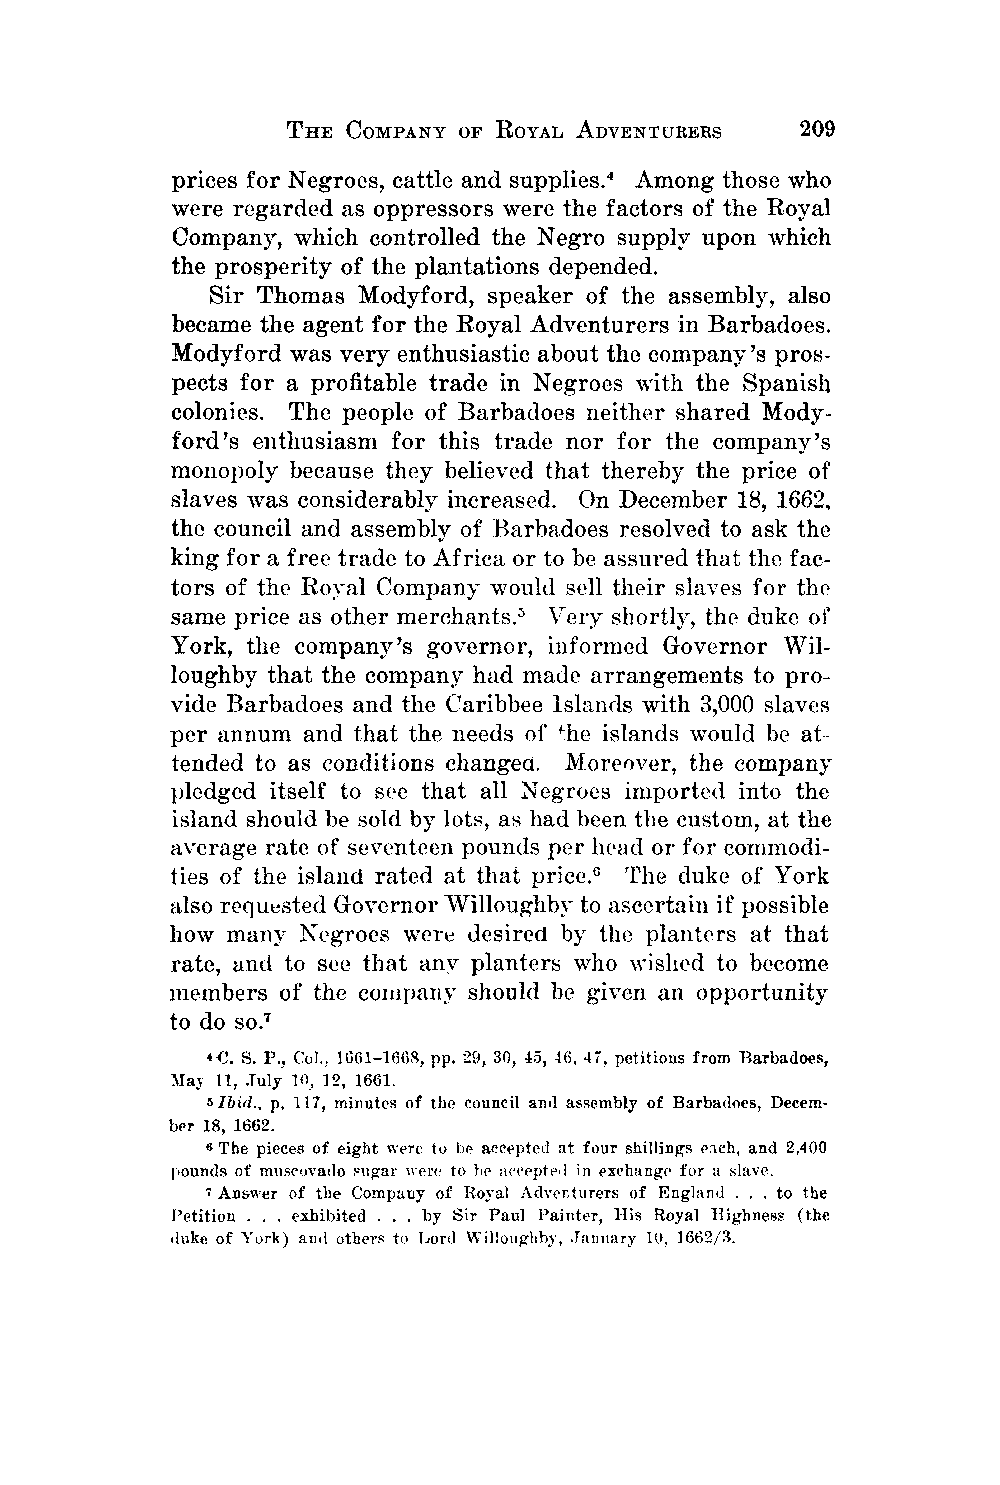 THE COMPANY OF ROYAL ADVENTURERS 209
prices for Negroes, cattle and supplies.⁴ Among those who
were regarded as oppressors were the factors of the Royal
Company, which controlled the Negro supply upon which
the prosperity of the plantations depended.
Sir Thomas Modyford, speaker of the assembly, also
became the agent for the Royal Adventurers in Barbadoes.
Modyford was very enthusiastic about the company's pros-
pects for a profitable trade in Negroes with the Spanish
colonies. The people of Barbadoes neither shared Mody-
ford's enthusiasm for this trade nor for the company's
monopoly because they believed that thereby the price of
slaves was considerably increased. On December 18, 1662,
the council and assembly of Barbadoes resolved to ask the
king for a free trade to Africa or to be assured that the fac-
tors of the Royal Company would sell their slaves for the
same price as other merchants.⁵ Very shortly, the duke of
York, the company's governor, informed Governor Wil-
loughby that the company had made arrangements to pro-
vide Barbadoes and the Caribbee Islands with 3,000 slaves
per annum and that the needs of the islands would be at-
tended to as conditions changed. Moreover, the company
pledged itself to see that all Negroes imported into the
island should be sold by lots, as had been the custom, at the
average rate of seventeen pounds per head or for commodi-
ties of the island rated at that price.⁶ The duke of York
also requested Governor Willoughby to ascertain if possible
how many Negroes were desired by the planters at that
rate, and to see that any planters who wished to become
members of the company should be given an opportunity
to do so.⁷
⁴ C. S. P., Col., 1661-1668, pp. 29, 30, 45, 46, 47, petitions from Barbadoes,
May 11, July 10, 12, 1661.
⁵ Ibid., p. 117, minutes of the council and assembly of Barbadoes, Decem-
ber 18, 1662.
⁶ The pieces of eight were to be accepted at four shillings each, and 2,400
pounds of muscovado sugar were to be accepted in exchange for a slave.
⁷ Answer of the Company of Royal Adventurers of England . . . to the
Petition . . . exhibited . . . by Sir Paul Painter, His Royal Highness (the
duke of York) and others to Lord Willoughby, January 10, 1662/3.